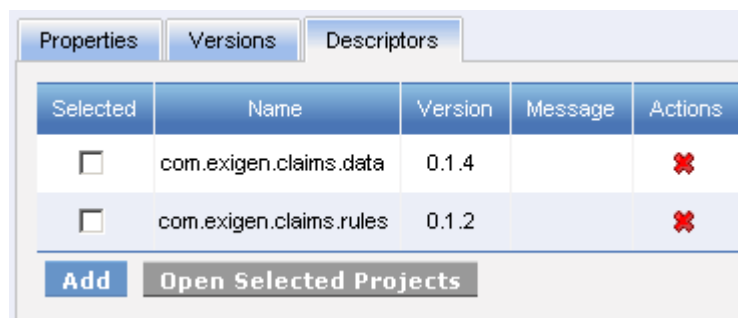 Properties Versions Descriptors
Selected Name Version Message Actions
com.exigen.claims.data 0.1.4
com.exigen.claims.rules 0.1.2
Add Open Selected Projects